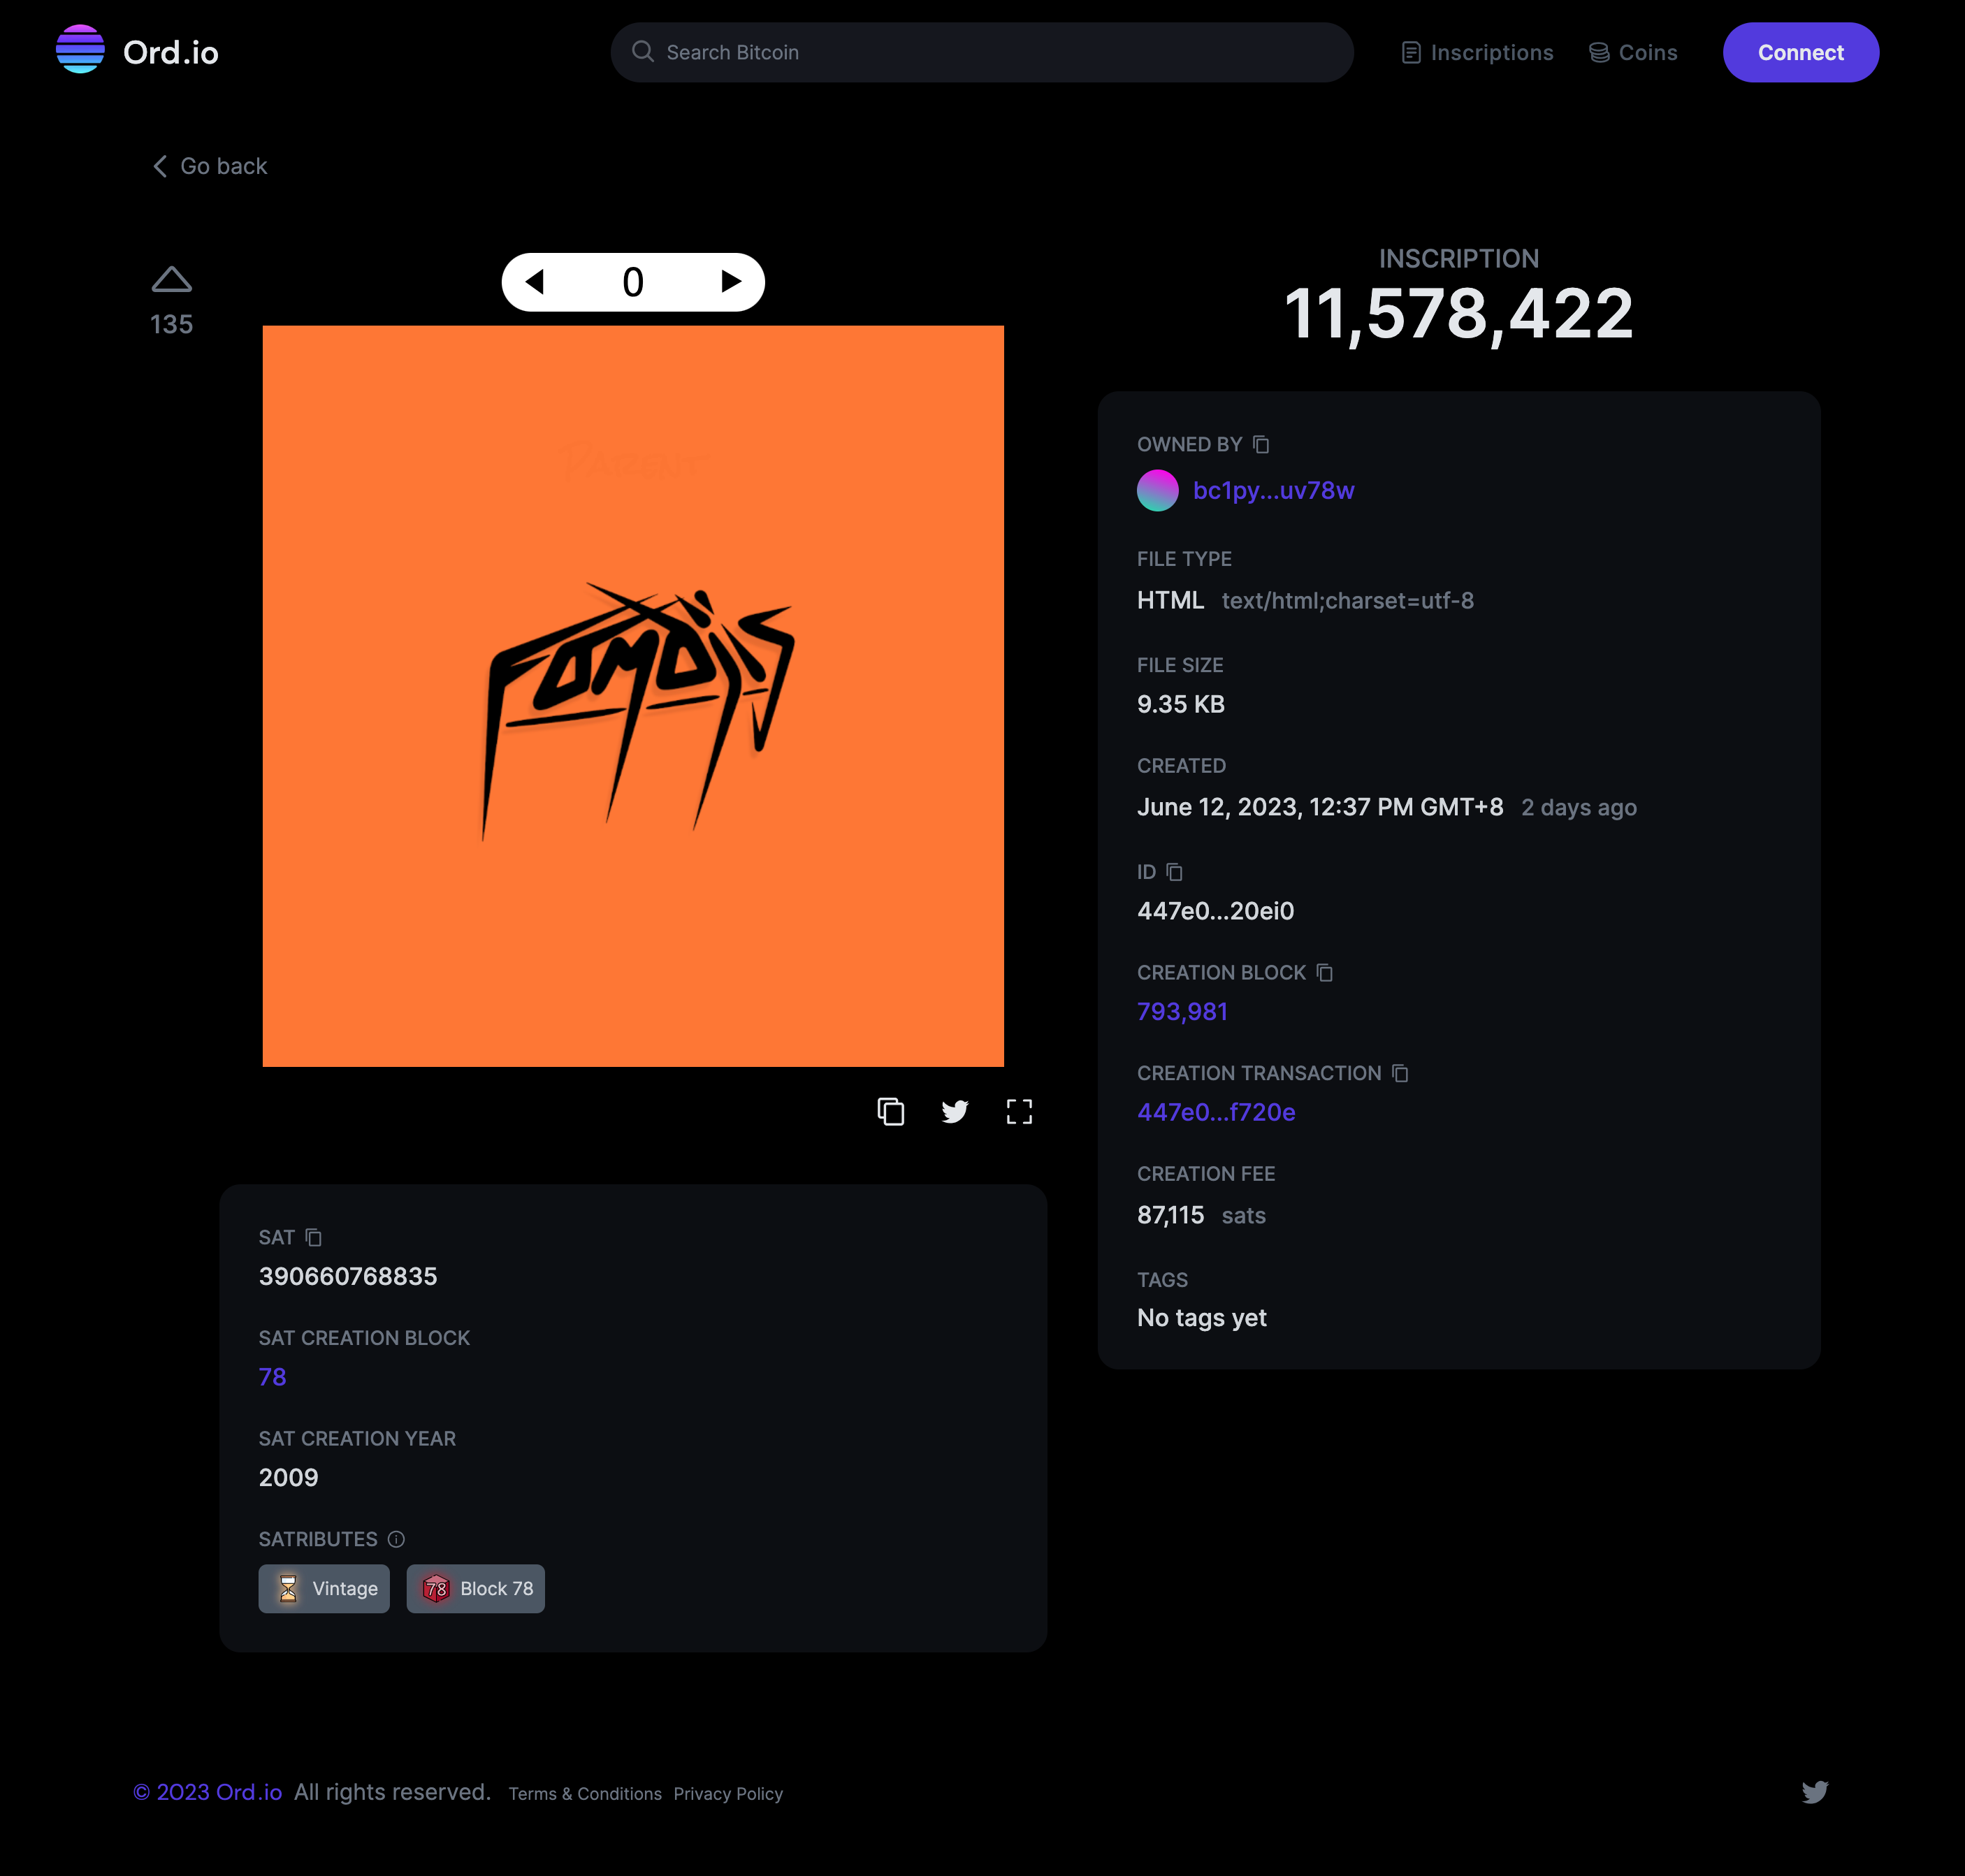 Ord.io
Search Bitcoin
Inscriptions
Coins
Connect
Go back
135
0
PARENT
INSCRIPTION
11,578,422
OWNED BY
bc1py...uv78w
FILE TYPE
HTML text/html;charset=utf-8
FILE SIZE
9.35 KB
CREATED
June 12, 2023, 12:37 PM GMT+8 2 days ago
ID
447e0...20ei0
CREATION BLOCK
793,981
CREATION TRANSACTION
447e0...f720e
CREATION FEE
87,115 sats
TAGS
No tags yet
SAT
390660768835
SAT CREATION BLOCK
78
SAT CREATION YEAR
2009
SATRIBUTES
Vintage
78 Block 78
© 2023 Ord.io All rights reserved. Terms & Conditions Privacy Policy